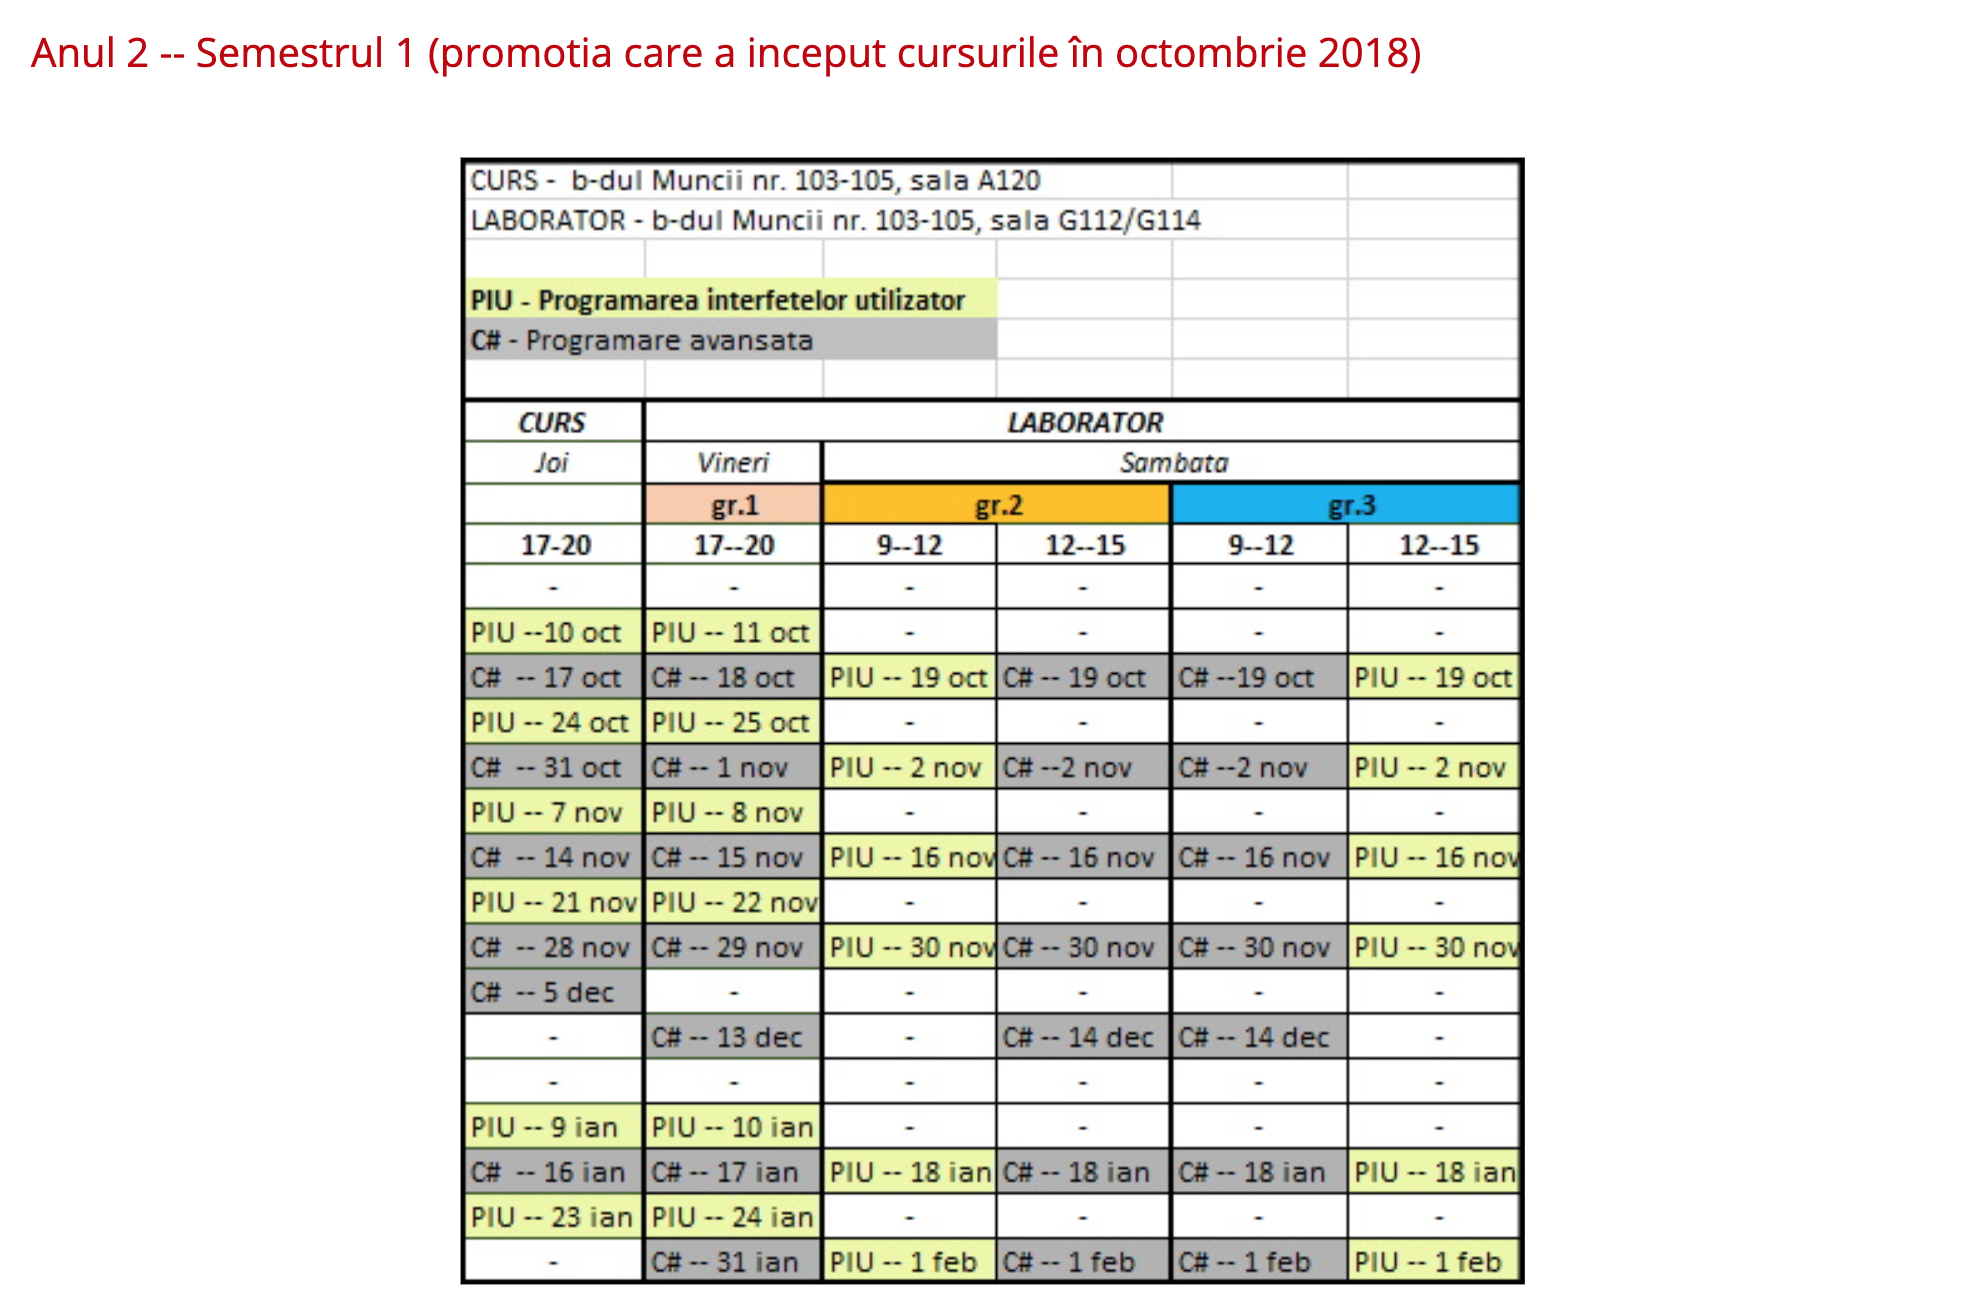 Anul 2 -- Semestrul 1 (promotia care a inceput cursurile în octombrie 2018)
CURS - b-dul Muncii nr. 103-105, sala A120
LABORATOR - b-dul Muncii nr. 103-105, sala G112/G114
PIU - Programarea interfetelor utilizator
C# - Programare avansata
CURS LABORATOR
Joi Vineri Sambata
gr.1 gr.2 gr.3
17-20 17--20 9--12 12--15 9--12 12--15
- - - - - -
PIU --10 oct PIU -- 11 oct - - - -
C# -- 17 oct C# -- 18 oct PIU -- 19 oct C# -- 19 oct C# --19 oct PIU -- 19 oct
PIU -- 24 oct PIU -- 25 oct - - - -
C# -- 31 oct C# -- 1 nov PIU -- 2 nov C# --2 nov C# --2 nov PIU -- 2 nov
PIU -- 7 nov PIU -- 8 nov - - - -
C# -- 14 nov C# -- 15 nov PIU -- 16 nov C# -- 16 nov C# -- 16 nov PIU -- 16 nov
PIU -- 21 nov PIU -- 22 nov - - - -
C# -- 28 nov C# -- 29 nov PIU -- 30 nov C# -- 30 nov C# -- 30 nov PIU -- 30 nov
C# -- 5 dec - - - - -
- C# -- 13 dec - C# -- 14 dec C# -- 14 dec -
- - - - - -
PIU -- 9 ian PIU -- 10 ian - - - -
C# -- 16 ian C# -- 17 ian PIU -- 18 ian C# -- 18 ian C# -- 18 ian PIU -- 18 ian
PIU -- 23 ian PIU -- 24 ian - - - -
- C# -- 31 ian PIU -- 1 feb C# -- 1 feb C# -- 1 feb PIU -- 1 feb